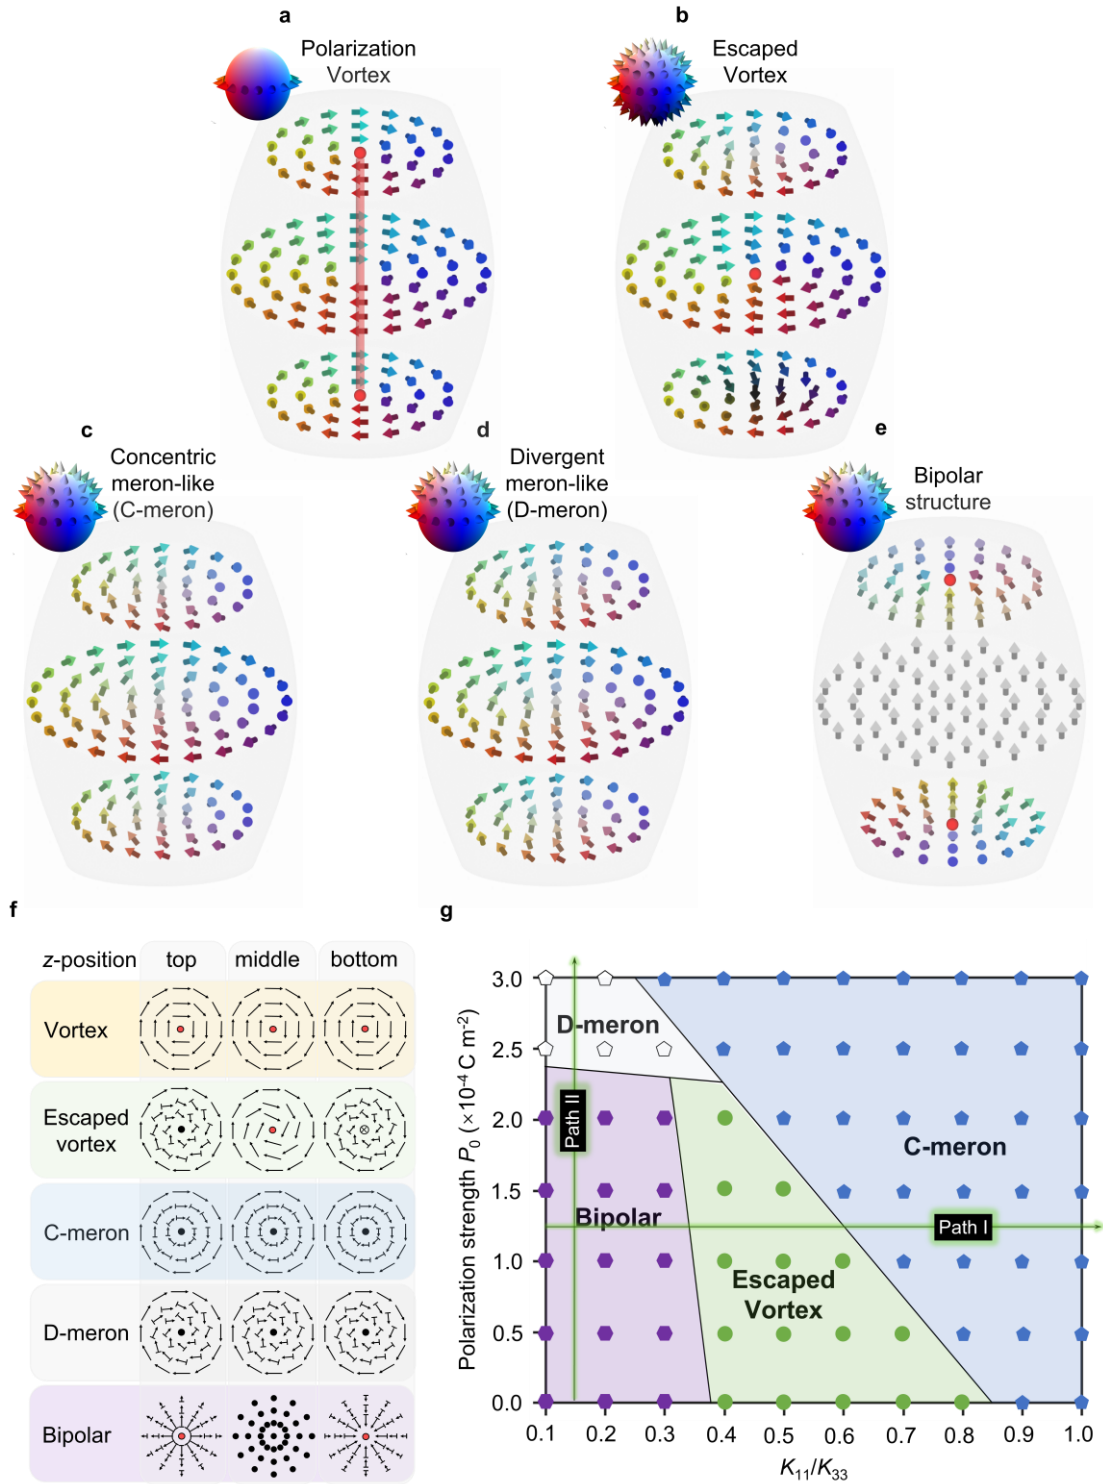 a
Polarization
Vortex
b
Escaped
Vortex
c
Concentric
meron-like
(C-meron)
d
Divergent
meron-like
(D-meron)
e
Bipolar
structure
f
z-position top middle bottom
Vortex
Escaped
vortex
C-meron
D-meron
Bipolar
g
Polarization strength P₀ (×10⁻⁴ C m⁻²)
3.0
2.5
2.0
1.5
1.0
0.5
0.0
D-meron
Path II
C-meron
Bipolar
Path I
Escaped
Vortex
0.1 0.2 0.3 0.4 0.5 0.6 0.7 0.8 0.9 1.0
K₁₁/K₃₃